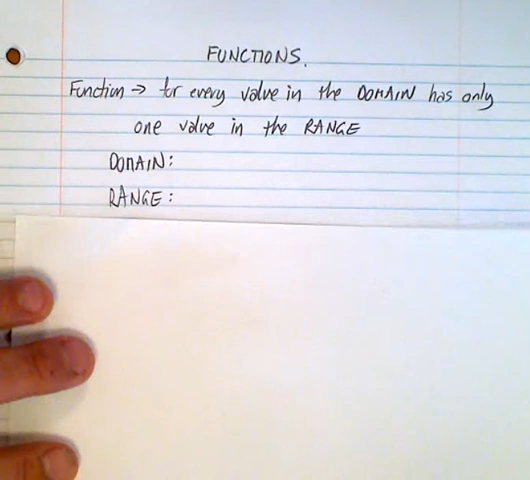 FUNCTIONS.
Function → for every value in the DOMAIN has only
one value in the RANGE
DOMAIN:
RANGE: